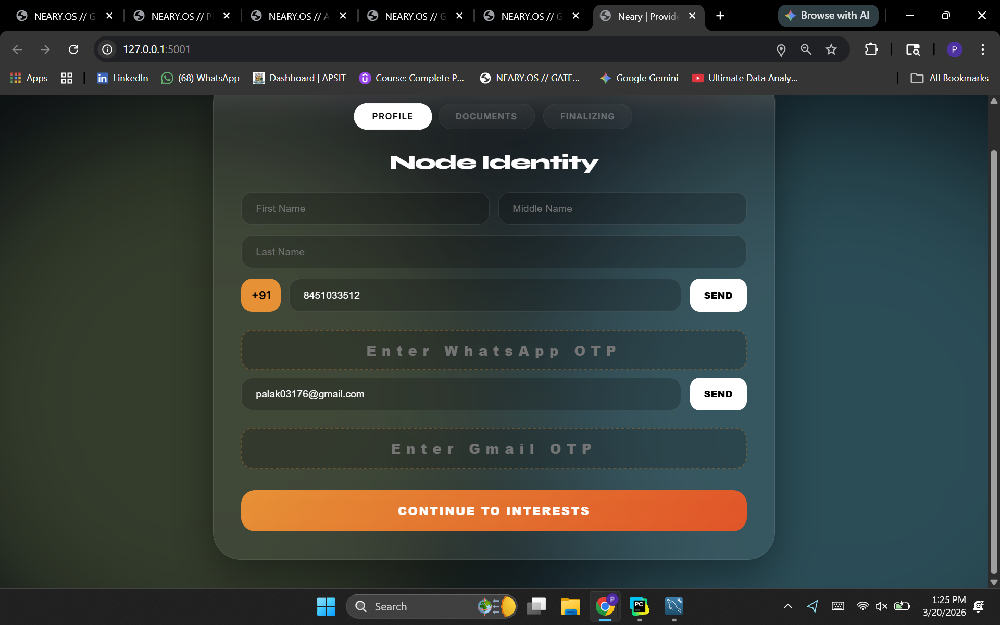 NEARY.OS // G
NEARY.OS // P
NEARY.OS // A
NEARY.OS // G
NEARY.OS // G
Neary | Provide
Browse with AI
127.0.0.1:5001
P
Apps
LinkedIn
(68) WhatsApp
Dashboard | APSIT
Course: Complete P...
NEARY.OS // GATE...
Google Gemini
Ultimate Data Analy...
All Bookmarks
PROFILE
DOCUMENTS
FINALIZING
Node Identity
First Name
Middle Name
Last Name
+91
8451033512
SEND
Enter WhatsApp OTP
palak03176@gmail.com
SEND
Enter Gmail OTP
CONTINUE TO INTERESTS
Search
P
PC
1:25 PM
3/20/2026